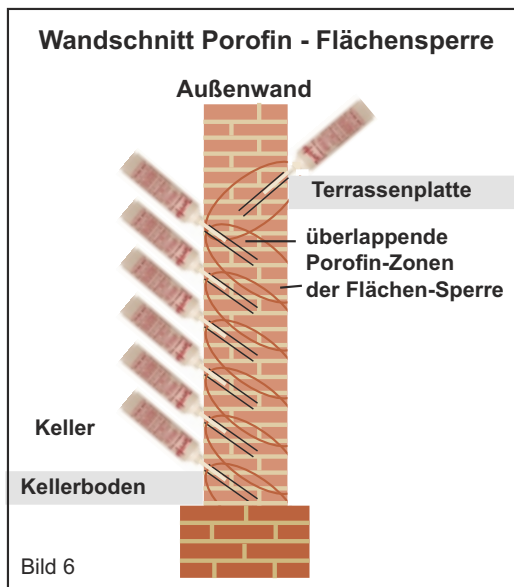 Wandschnitt Porofin - Flächensperre
Außenwand
Terrassenplatte
überlappende
Porofin-Zonen
der Flächen-Sperre
Keller
Kellerboden
Bild 6